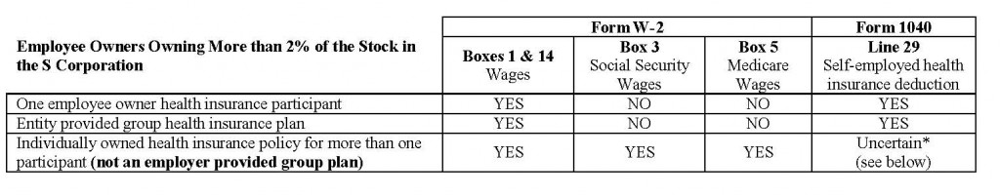 Form W-2 Form 1040
Employee Owners Owning More than 2% of the Stock in
the S Corporation
Boxes 1 & 14
Wages
Box 3
Social Security
Wages
Box 5
Medicare
Wages
Line 29
Self-employed health
insurance deduction
One employee owner health insurance participant YES NO NO YES
Entity provided group health insurance plan YES NO NO YES
Individually owned health insurance policy for more than one
participant (not an employer provided group plan)
YES YES YES
Uncertain*
(see below)